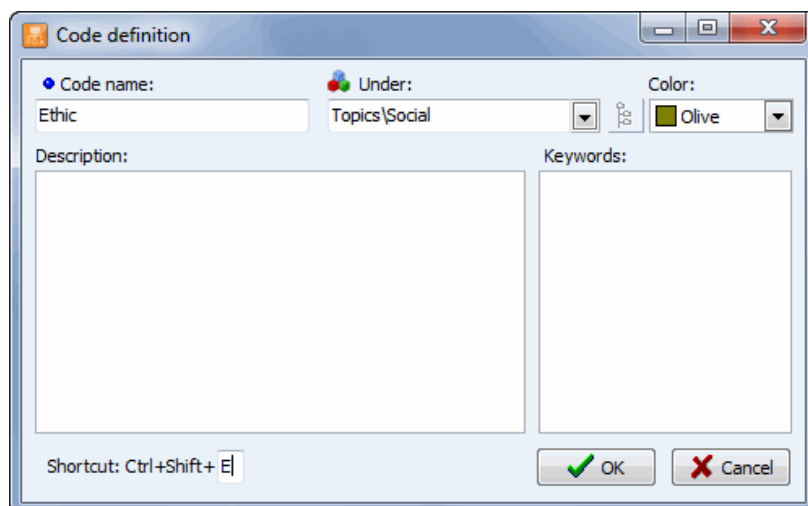 Code definition
Code name: Under: Color:
Ethic Topics\Social Olive
Description: Keywords:
Shortcut: Ctrl+Shift+ E OK Cancel